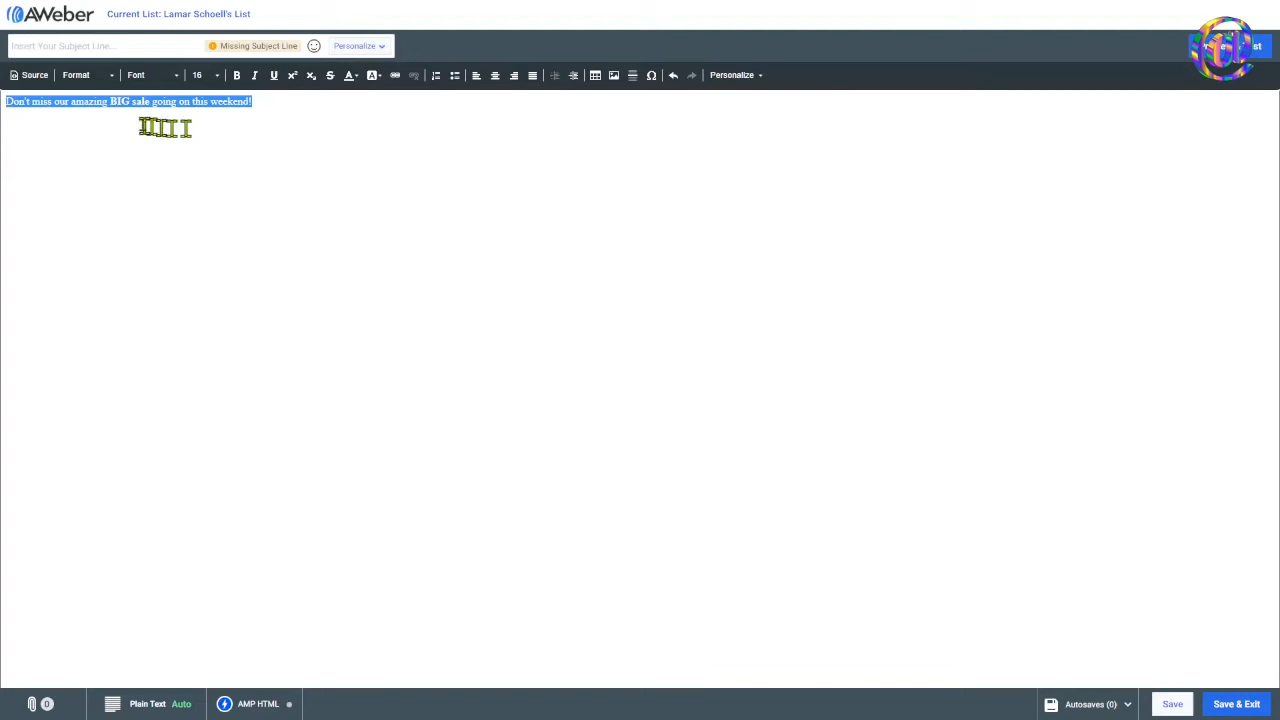 AWeber Current List: Lamar Schoell's List
Insert Your Subject Line... Missing Subject Line Personalize
Source Format Font 16 B I U X² Xₓ S A A Ω Personalize
Don't miss our amazing BIG sale going on this weekend!
0 Plain Text Auto AMP HTML Autosaves (0) Save Save & Exit